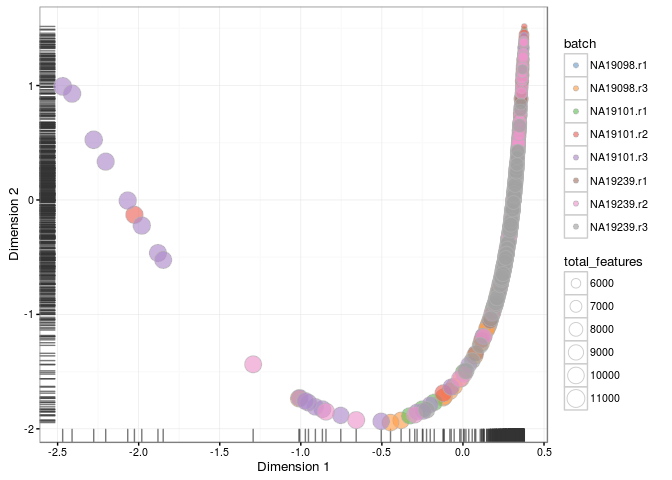 1
0
-1
-2
Dimension 2
-2.5
-2.0
-1.5
-1.0
-0.5
0.0
0.5
Dimension 1
batch
NA19098.r1
NA19098.r3
NA19101.r1
NA19101.r2
NA19101.r3
NA19239.r1
NA19239.r2
NA19239.r3
total_features
6000
7000
8000
9000
10000
11000